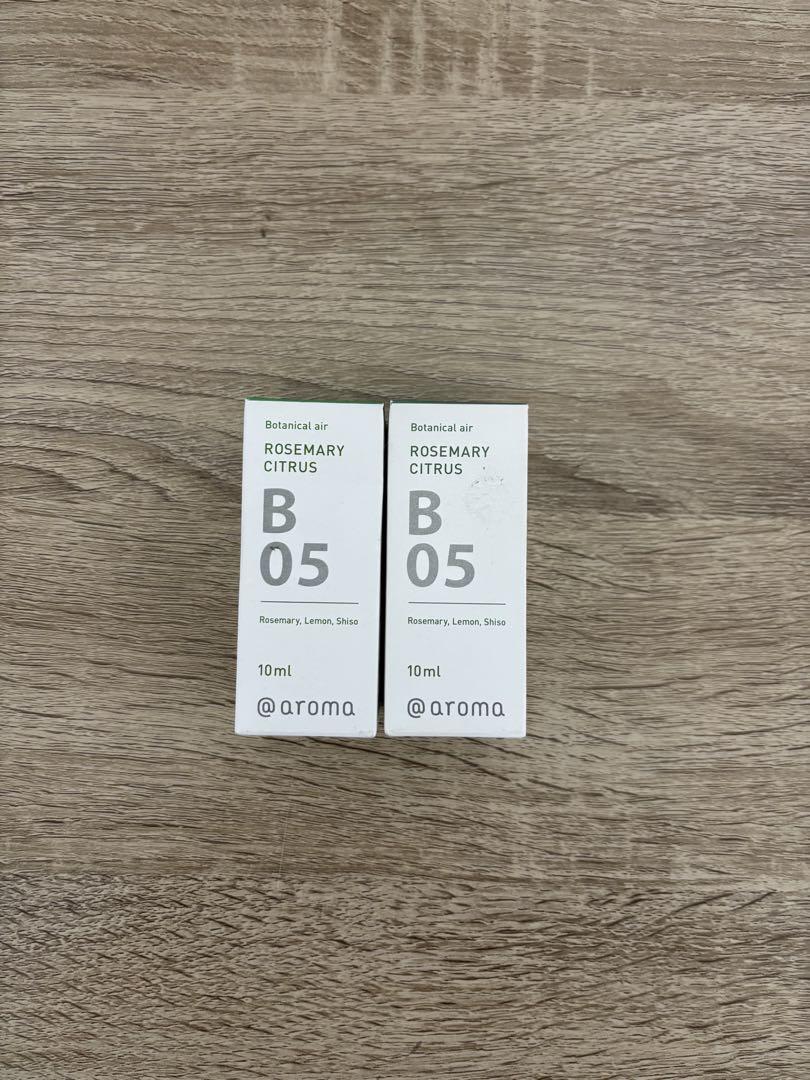 Botanical air
ROSEMARY
CITRUS
B
05
Rosemary, Lemon, Shiso
10ml
@aroma
Botanical air
ROSEMARY
CITRUS
B
05
Rosemary, Lemon, Shiso
10ml
@aroma